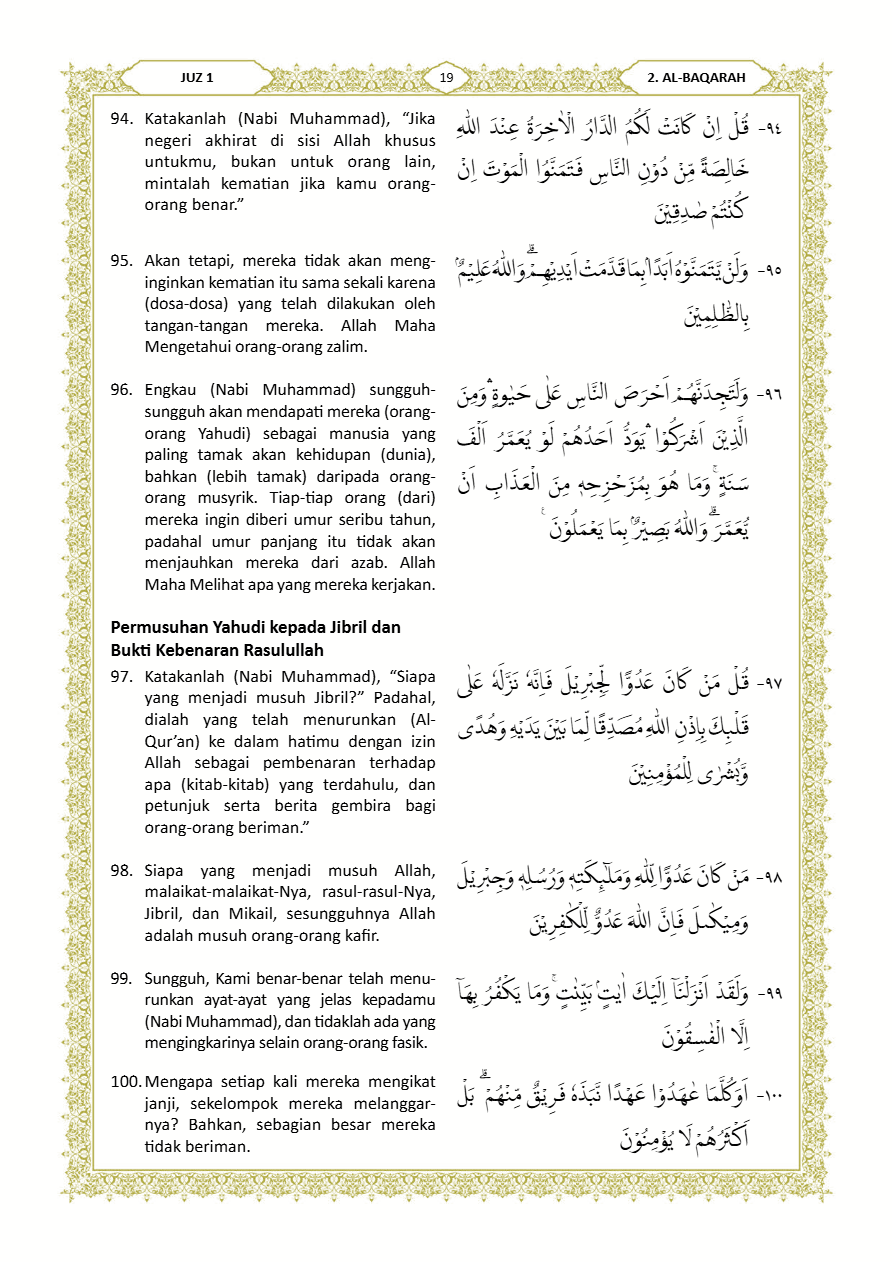 JUZ 1
19
2. AL-BAQARAH
94. Katakanlah (Nabi Muhammad), “Jika
negeri akhirat di sisi Allah khusus
untukmu, bukan untuk orang lain,
mintalah kematian jika kamu orang-
orang benar.”
٩٤- قُلْ اِنْ كَانَتْ لَكُمُ الدَّارُ الْاٰخِرَةُ عِنْدَ اللّٰهِ
خَالِصَةً مِّنْ دُوْنِ النَّاسِ فَتَمَنَّوُا الْمَوْتَ اِنْ
كُنْتُمْ صٰدِقِيْنَ
95. Akan tetapi, mereka tidak akan meng-
inginkan kematian itu sama sekali karena
(dosa-dosa) yang telah dilakukan oleh
tangan-tangan mereka. Allah Maha
Mengetahui orang-orang zalim.
٩٥- وَلَنْ يَّتَمَنَّوْهُ اَبَدًاۢ بِمَا قَدَّمَتْ اَيْدِيْهِمْۗ وَاللّٰهُ عَلِيْمٌ ۢ
بِالظّٰلِمِيْنَ
96. Engkau (Nabi Muhammad) sungguh-
sungguh akan mendapati mereka (orang-
orang Yahudi) sebagai manusia yang
paling tamak akan kehidupan (dunia),
bahkan (lebih tamak) daripada orang-
orang musyrik. Tiap-tiap orang (dari)
mereka ingin diberi umur seribu tahun,
padahal umur panjang itu tidak akan
menjauhkan mereka dari azab. Allah
Maha Melihat apa yang mereka kerjakan.
٩٦- وَلَتَجِدَنَّهُمْ اَحْرَصَ النَّاسِ عَلٰى حَيٰوةٍ ۛوَمِنَ
الَّذِيْنَ اَشْرَكُوْا ۛيَوَدُّ اَحَدُهُمْ لَوْ يُعَمَّرُ اَلْفَ
سَنَةٍۚ وَمَا هُوَ بِمُزَحْزِحِهٖ مِنَ الْعَذَابِ اَنْ
يُّعَمَّرَۗ وَاللّٰهُ بَصِيْرٌۢ بِمَا يَعْمَلُوْنَ ࣖ
Permusuhan Yahudi kepada Jibril dan
Bukti Kebenaran Rasulullah
97. Katakanlah (Nabi Muhammad), “Siapa
yang menjadi musuh Jibril?” Padahal,
dialah yang telah menurunkan (Al-
Qur’an) ke dalam hatimu dengan izin
Allah sebagai pembenaran terhadap
apa (kitab-kitab) yang terdahulu, dan
petunjuk serta berita gembira bagi
orang-orang beriman.”
٩٧- قُلْ مَنْ كَانَ عَدُوًّا لِّجِبْرِيْلَ فَاِنَّهٗ نَزَّلَهٗ عَلٰى
قَلْبِكَ بِاِذْنِ اللّٰهِ مُصَدِّقًا لِّمَا بَيْنَ يَدَيْهِ وَهُدًى
وَّبُشْرٰى لِلْمُؤْمِنِيْنَ
98. Siapa yang menjadi musuh Allah,
malaikat-malaikat-Nya, rasul-rasul-Nya,
Jibril, dan Mikail, sesungguhnya Allah
adalah musuh orang-orang kafir.
٩٨- مَنْ كَانَ عَدُوًّا لِّلّٰهِ وَمَلٰۤىِٕكَتِهٖ وَرُسُلِهٖ وَجِبْرِيْلَ
وَمِيْكٰىلَ فَاِنَّ اللّٰهَ عَدُوٌّ لِّلْكٰفِرِيْنَ
99. Sungguh, Kami benar-benar telah menu-
runkan ayat-ayat yang jelas kepadamu
(Nabi Muhammad), dan tidaklah ada yang
mengingkarinya selain orang-orang fasik.
٩٩- وَلَقَدْ اَنْزَلْنَآ اِلَيْكَ اٰيٰتٍۢ بَيِّنٰتٍۚ وَمَا يَكْفُرُ بِهَآ
اِلَّا الْفٰسِقُوْنَ
100. Mengapa setiap kali mereka mengikat
janji, sekelompok mereka melanggar-
nya? Bahkan, sebagian besar mereka
tidak beriman.
١٠٠- اَوَكُلَّمَا عٰهَدُوْا عَهْدًا نَّبَذَهٗ فَرِيْقٌ مِّنْهُمْۗ بَلْ
اَكْثَرُهُمْ لَا يُؤْمِنُوْنَ